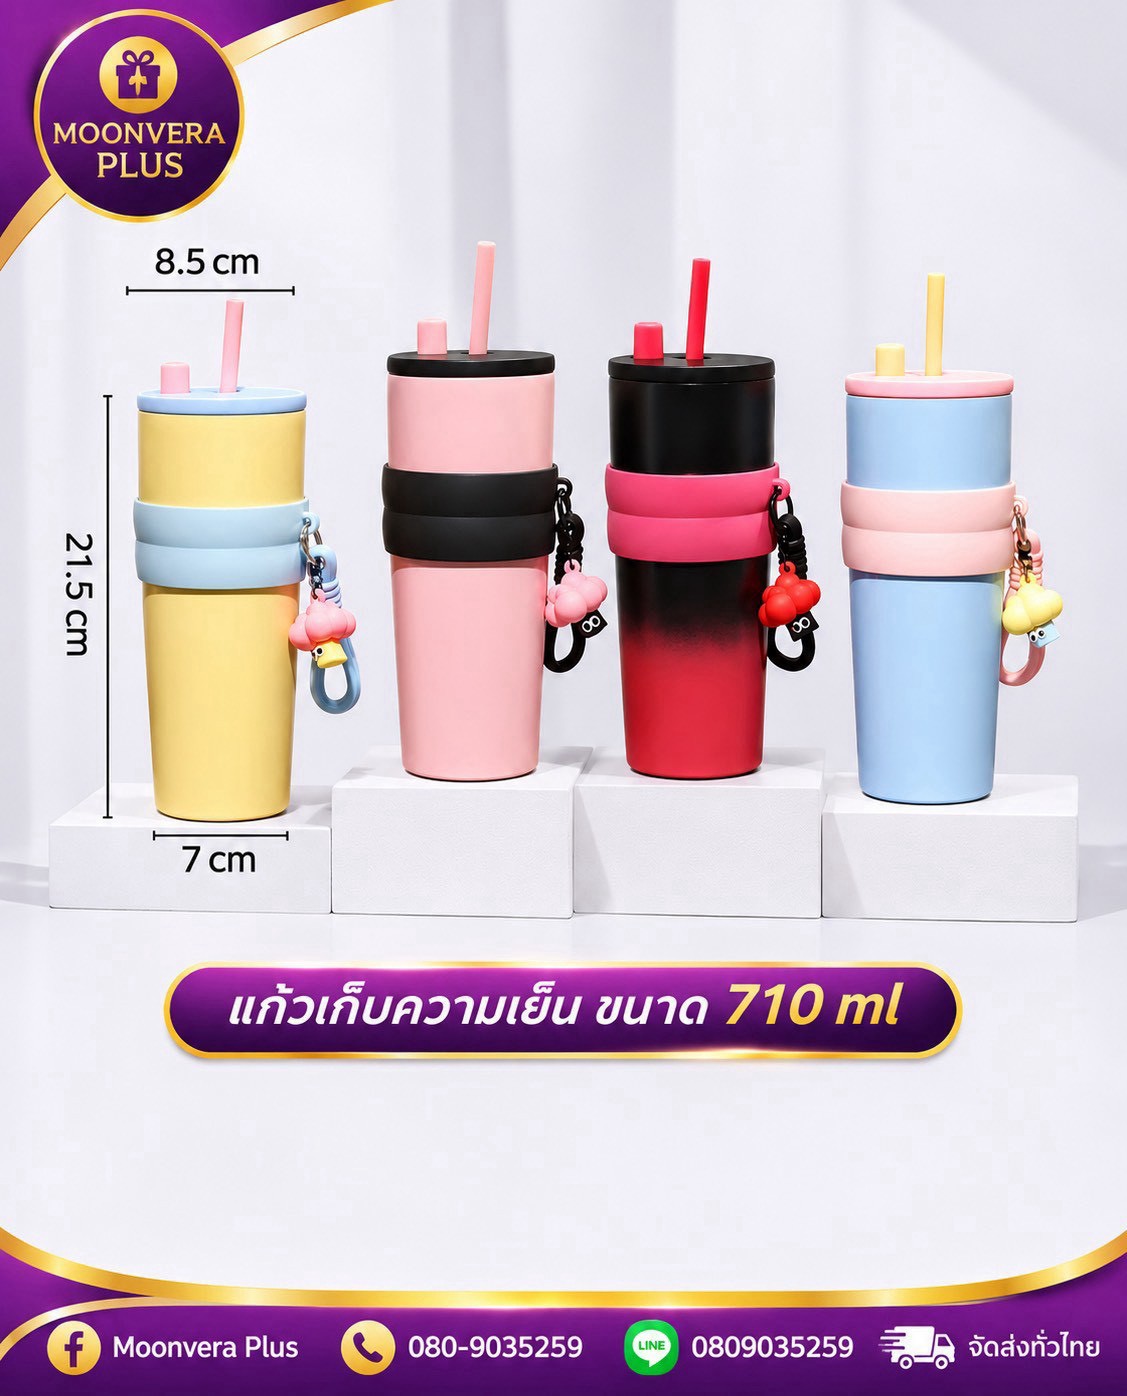 MOONVERA
PLUS
8.5 cm
21.5 cm
7 cm
แก้วเก็บความเย็น ขนาด 710 ml
Moonvera Plus
080-9035259
LINE
0809035259
จัดส่งทั่วไทย